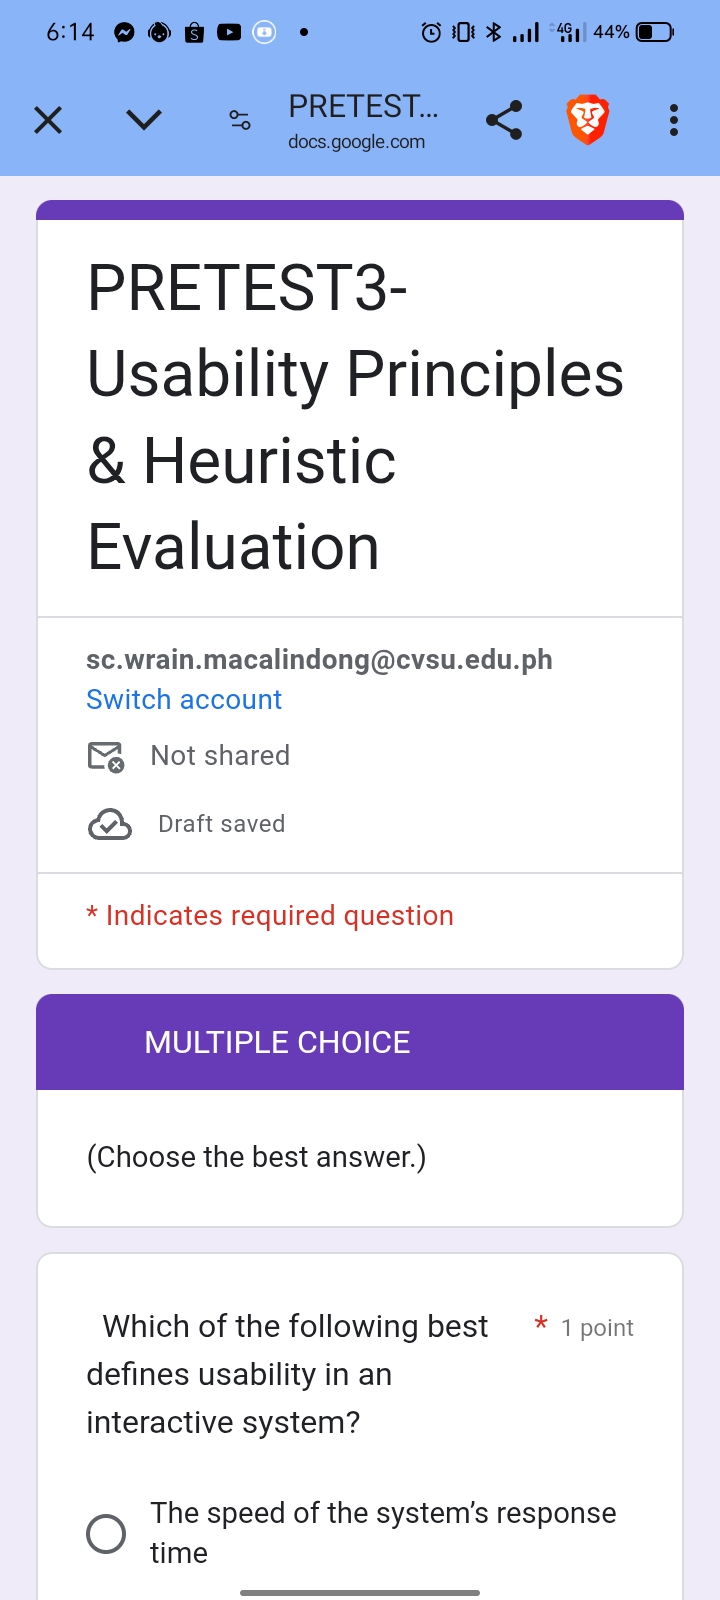 6:14
4G
44%
PRETEST...
docs.google.com
PRETEST3-
Usability Principles
& Heuristic
Evaluation
sc.wrain.macalindong@cvsu.edu.ph
Switch account
Not shared
Draft saved
* Indicates required question
MULTIPLE CHOICE
(Choose the best answer.)
Which of the following best * 1 point
defines usability in an
interactive system?
The speed of the system’s response
time